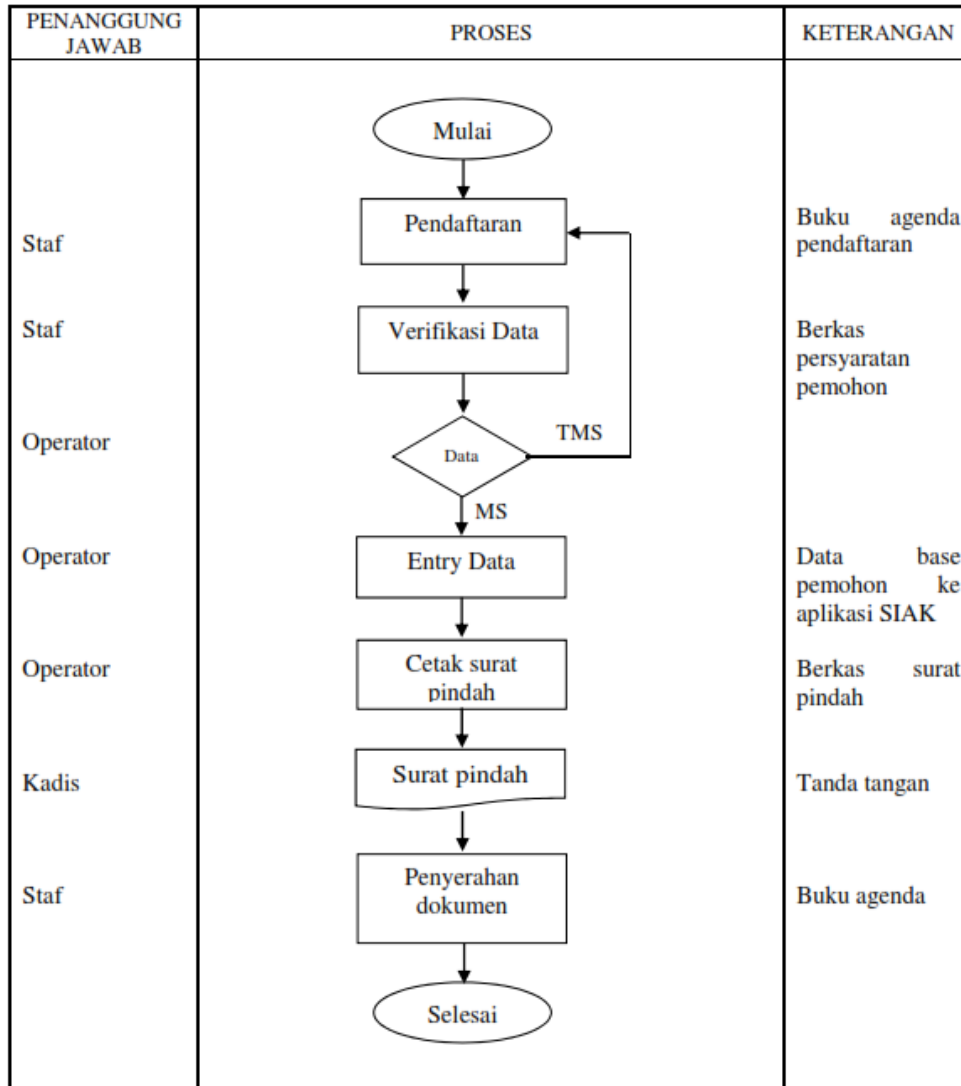 PENANGGUNG
JAWAB
PROSES
KETERANGAN
Mulai
Staf
Pendaftaran
Buku agenda
pendaftaran
Staf
Verifikasi Data
Berkas
persyaratan
pemohon
Operator
Data
TMS
MS
Operator
Entry Data
Data base
pemohon ke
aplikasi SIAK
Operator
Cetak surat
pindah
Berkas surat
pindah
Kadis
Surat pindah
Tanda tangan
Staf
Penyerahan
dokumen
Buku agenda
Selesai